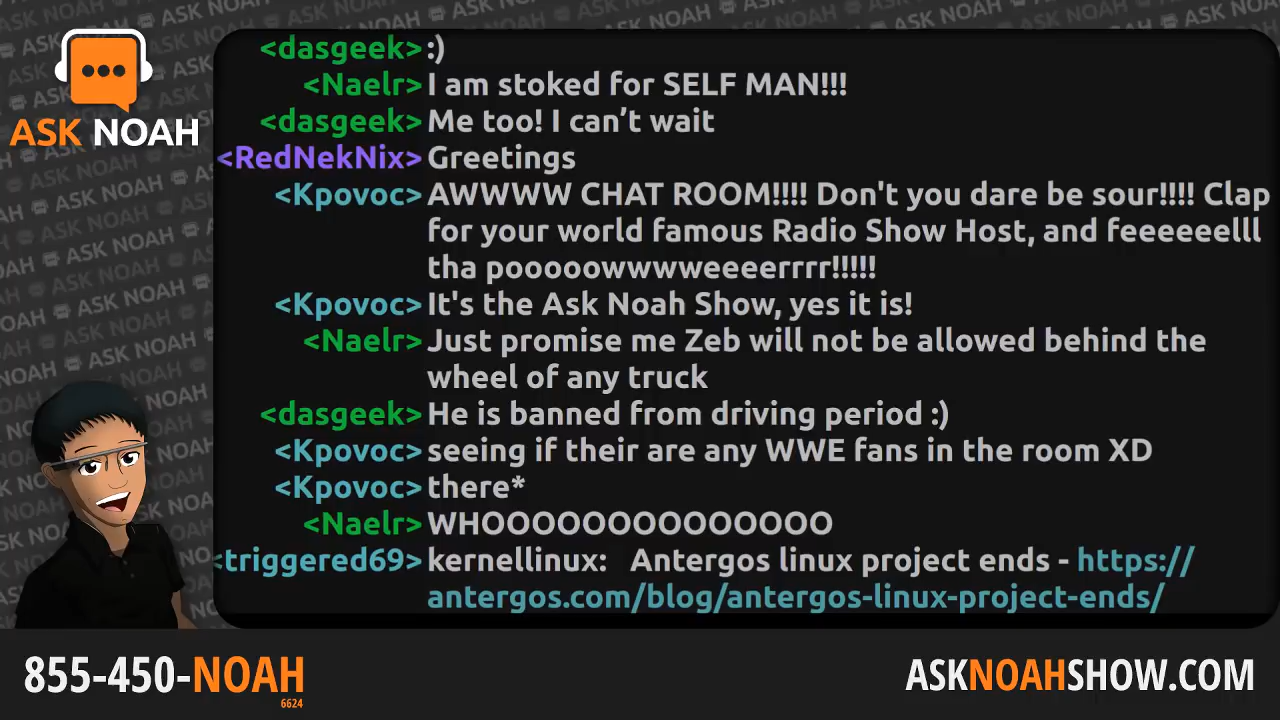 ASK NOAH
<dasgeek> :)
<Naelr> I am stoked for SELF MAN!!!
<dasgeek> Me too! I can’t wait
<RedNekNix> Greetings
<Kpovoc> AWWWW CHAT ROOM!!!! Don't you dare be sour!!!! Clap
for your world famous Radio Show Host, and feeeeeelll
tha pooooowwwweeeerrrr!!!!!
<Kpovoc> It's the Ask Noah Show, yes it is!
<Naelr> Just promise me Zeb will not be allowed behind the
wheel of any truck
<dasgeek> He is banned from driving period :)
<Kpovoc> seeing if their are any WWE fans in the room XD
<Kpovoc> there*
<Naelr> WHOOOOOOOOOOOOOO
<triggered69> kernellinux: Antergos linux project ends - https://
antergos.com/blog/antergos-linux-project-ends/
855-450-NOAH
6624
ASKNOAHSHOW.COM